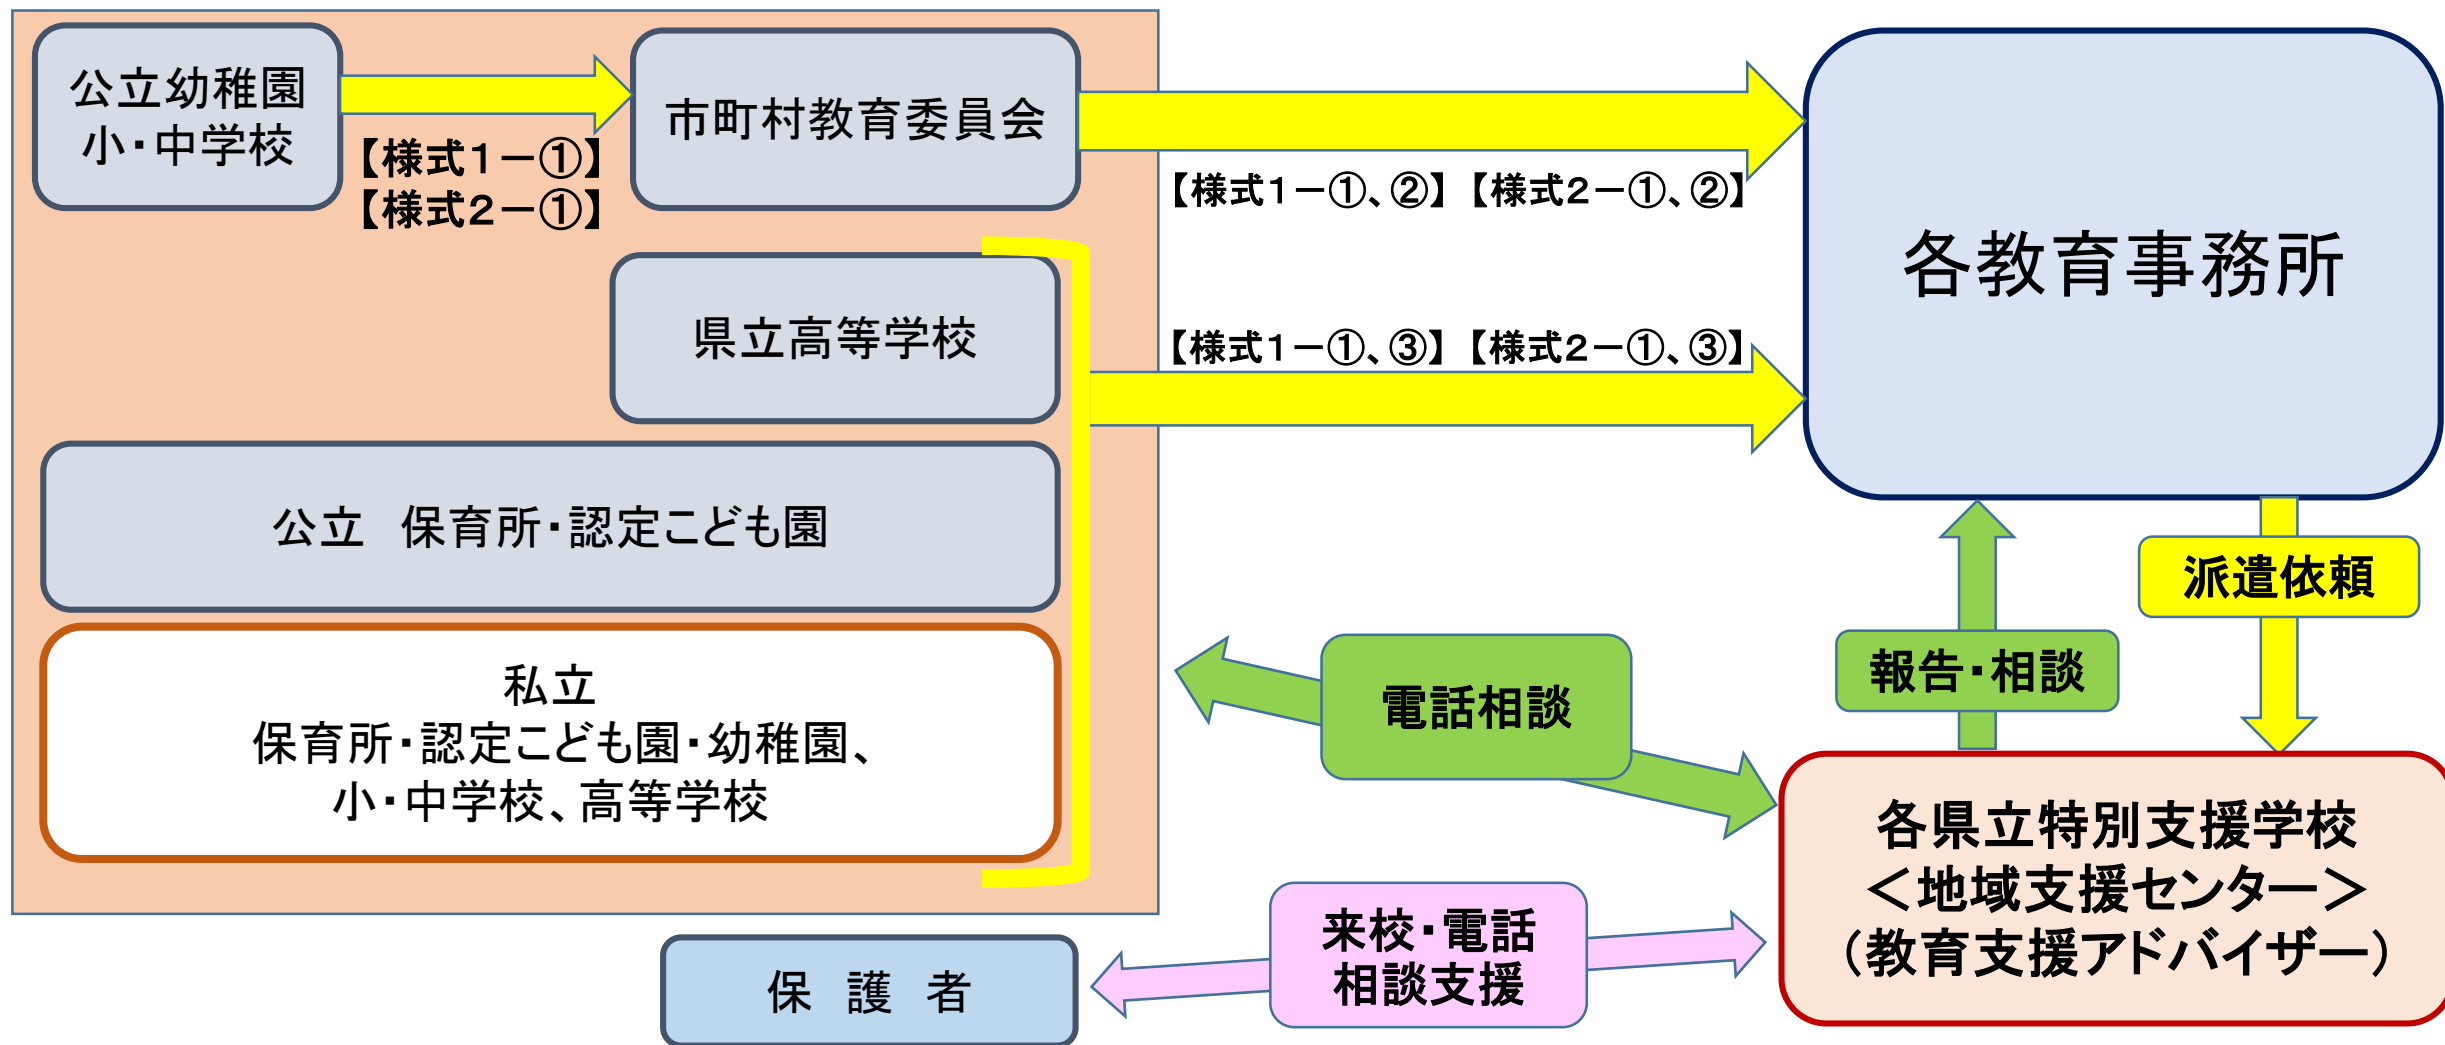 公立幼稚園
小・中学校
【様式１－①】
【様式２－①】
市町村教育委員会
【様式１－①、②】　【様式２－①、②】
県立高等学校
【様式１－①、③】　【様式２－①、③】
各教育事務所
公立　保育所・認定こども園
私立
保育所・認定こども園・幼稚園、
小・中学校、高等学校
派遣依頼
報告・相談
電話相談
各県立特別支援学校
＜地域支援センター＞
（教育支援アドバイザー）
来校・電話
相談支援
保　護　者